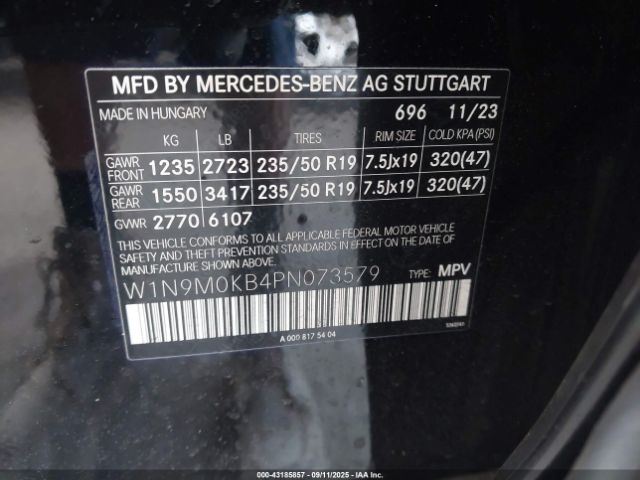 MFD BY MERCEDES-BENZ AG STUTTGART
MADE IN HUNGARY 696 11/23
KG LB TIRES RIM SIZE COLD KPA(PSI)
GAWR FRONT 1235 2723 235/50 R19 7.5Jx19 320(47)
GAWR REAR 1550 3417 235/50 R19 7.5Jx19 320(47)
GVWR 2770 6107
THIS VEHICLE CONFORMS TO ALL APPLICABLE FEDERAL MOTOR VEHICLE
SAFETY AND THEFT PREVENTION STANDARDS IN EFFECT ON THE DATE OF
MANUFACTURE SHOWN ABOVE.
W1N9M0KB4PN073579 TYPE: MPV
A 000 817 54 04
000-43185857 - 09/11/2025 - COPYRIGHT IAA, LLC.